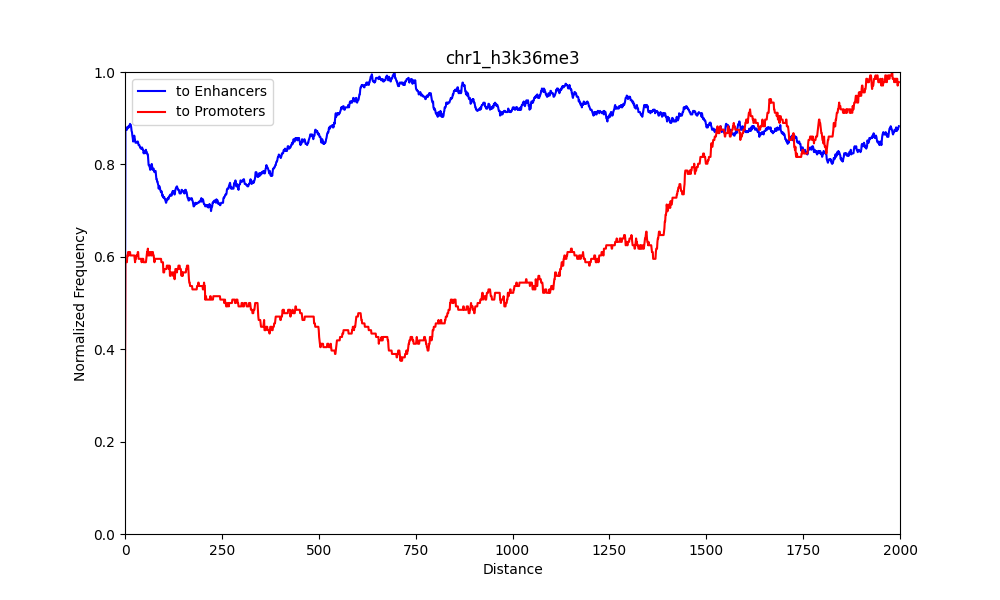 chr1_h3k36me3
to Enhancers
to Promoters
Normalized Frequency
1.0
0.8
0.6
0.4
0.2
0.0
0 250 500 750 1000 1250 1500 1750 2000
Distance